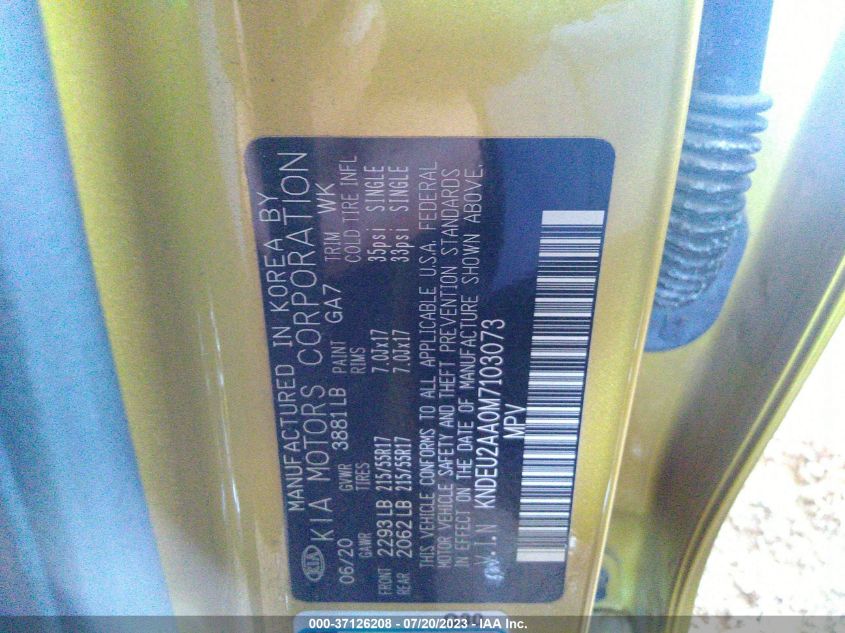 MANUFACTURED IN KOREA BY
KIA KIA MOTORS CORPORATION
06/20 GVWR 3881LB PAINT GA7 TRIM WK
GAWR TIRES RIMS COLD TIRE INFL
FRONT 2293LB 215/55R17 7.0Jx17 35psi SINGLE
REAR 2062LB 215/55R17 7.0Jx17 33psi SINGLE
THIS VEHICLE CONFORMS TO ALL APPLICABLE U.S.A. FEDERAL
MOTOR VEHICLE SAFETY AND THEFT PREVENTION STANDARDS
IN EFFECT ON THE DATE OF MANUFACTURE SHOWN ABOVE.
V.I.N KNDEU2AA0M7103073
MPV
000-37126208 - 07/20/2023 - IAA Inc.